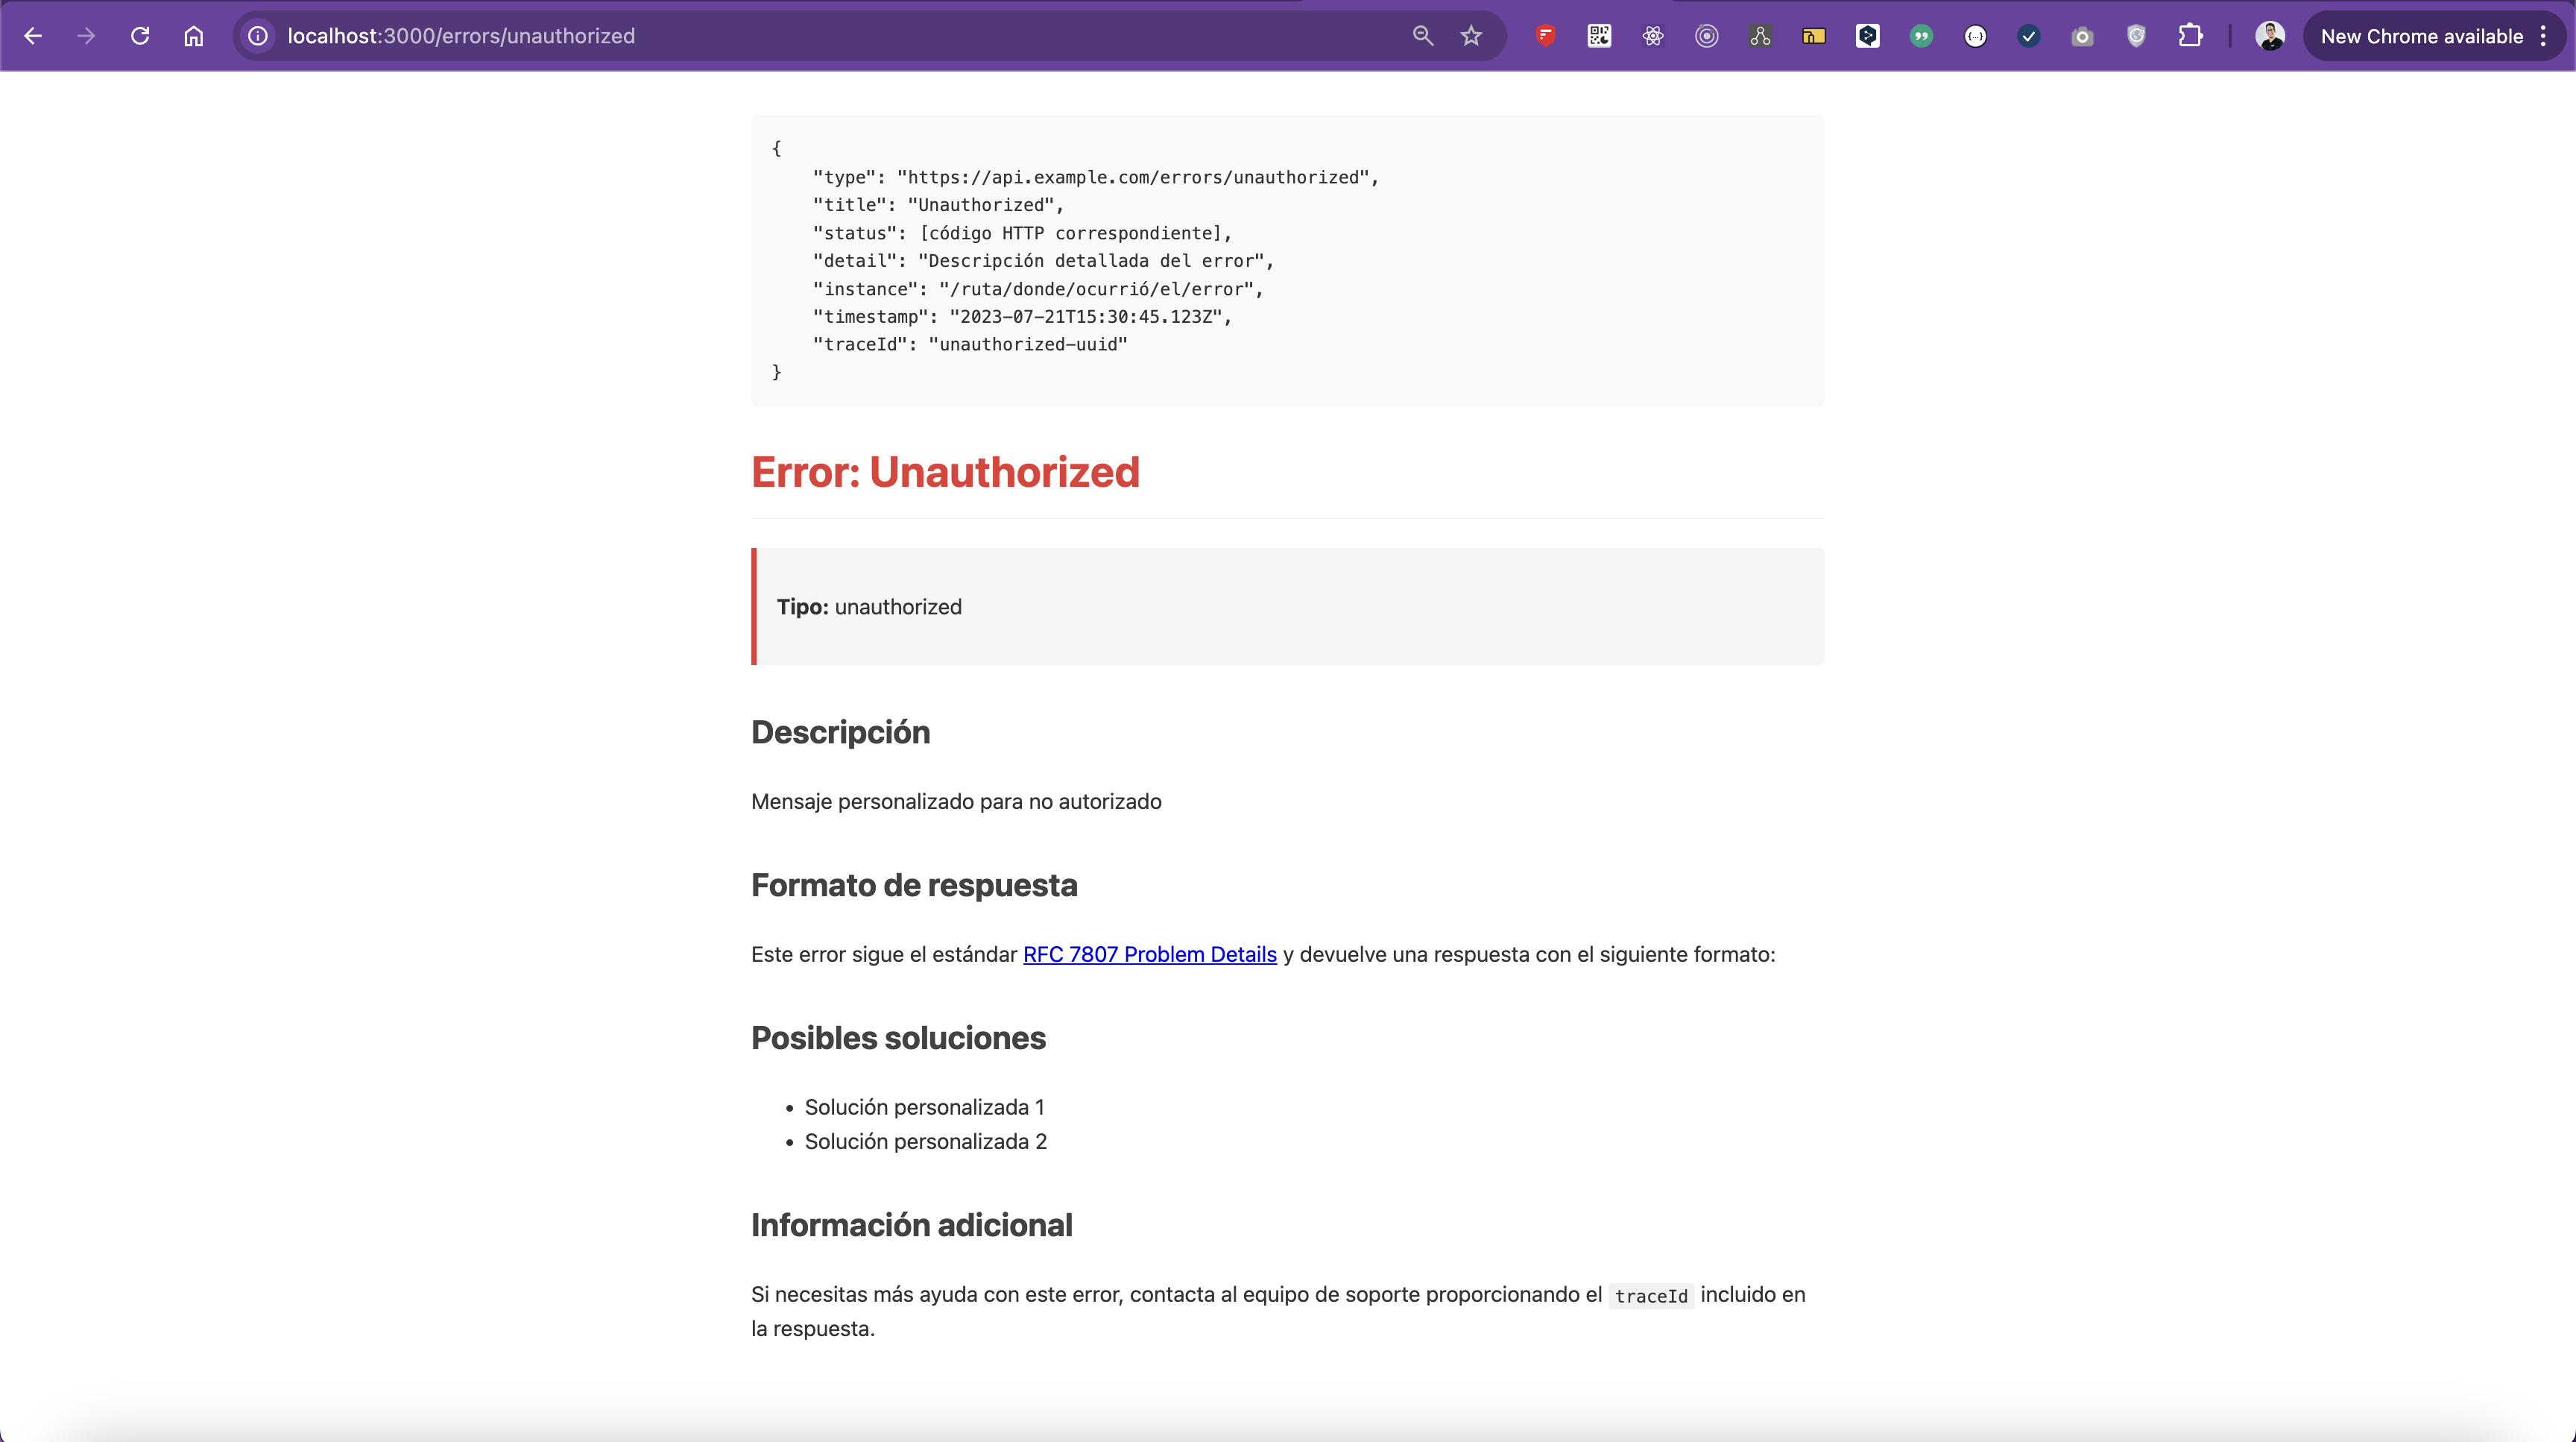 localhost:3000/errors/unauthorized
New Chrome available
{
    "type": "https://api.example.com/errors/unauthorized",
    "title": "Unauthorized",
    "status": [código HTTP correspondiente],
    "detail": "Descripción detallada del error",
    "instance": "/ruta/donde/ocurrió/el/error",
    "timestamp": "2023-07-21T15:30:45.123Z",
    "traceId": "unauthorized-uuid"
}
Error: Unauthorized
Tipo: unauthorized
Descripción
Mensaje personalizado para no autorizado
Formato de respuesta
Este error sigue el estándar RFC 7807 Problem Details y devuelve una respuesta con el siguiente formato:
Posibles soluciones
• Solución personalizada 1
• Solución personalizada 2
Información adicional
Si necesitas más ayuda con este error, contacta al equipo de soporte proporcionando el traceId incluido en
la respuesta.